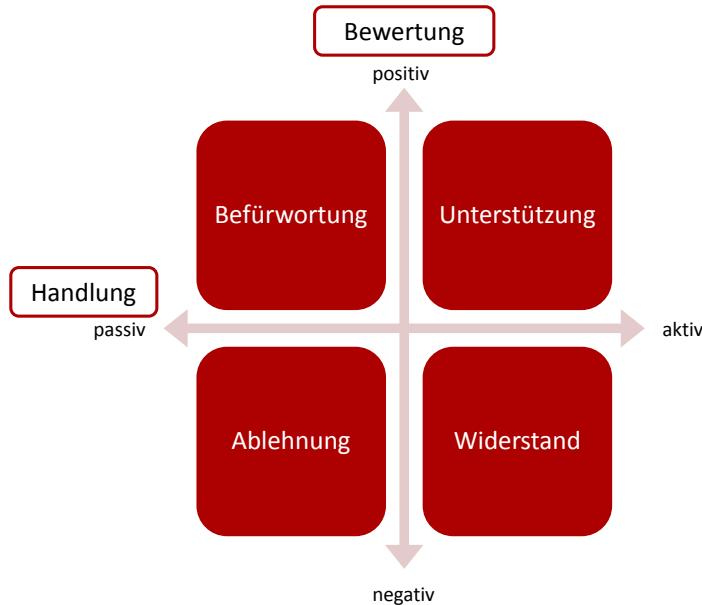 Bewertung
positiv
Befürwortung
Unterstützung
Handlung
passiv
aktiv
Ablehnung
Widerstand
negativ